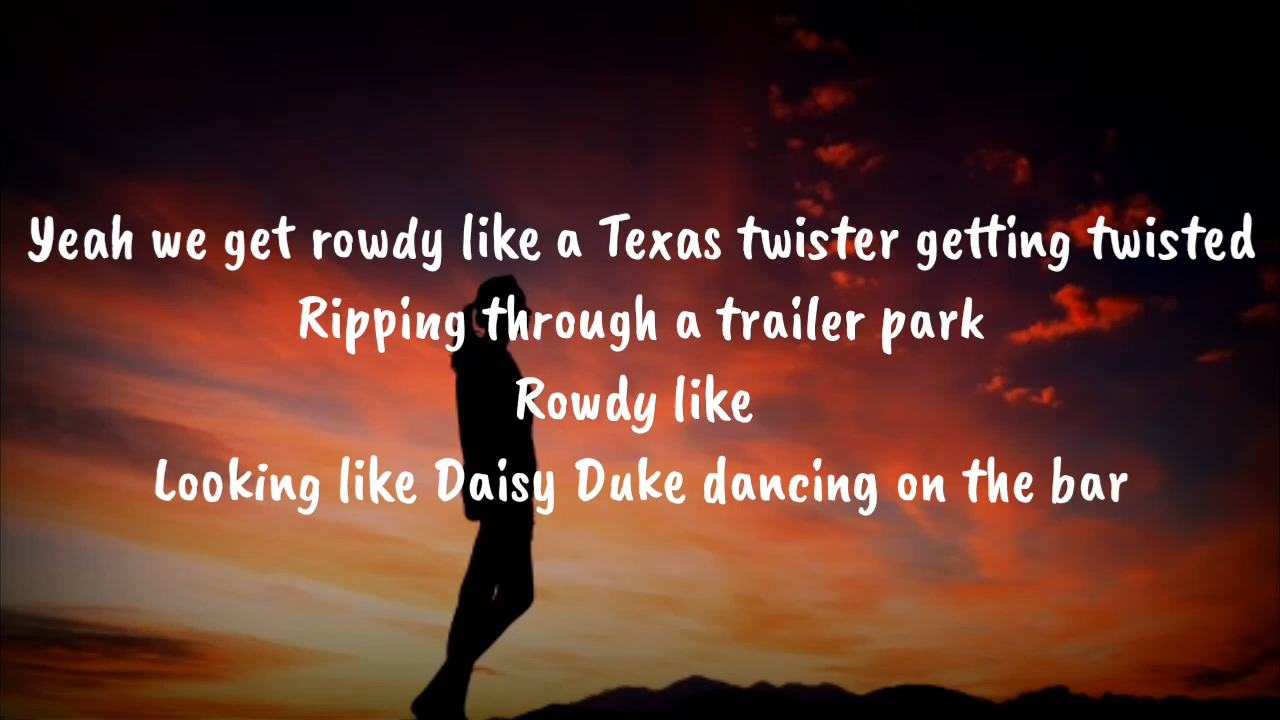 Yeah we get rowdy like a Texas twister getting twisted
Ripping through a trailer park
Rowdy like
Looking like Daisy Duke dancing on the bar